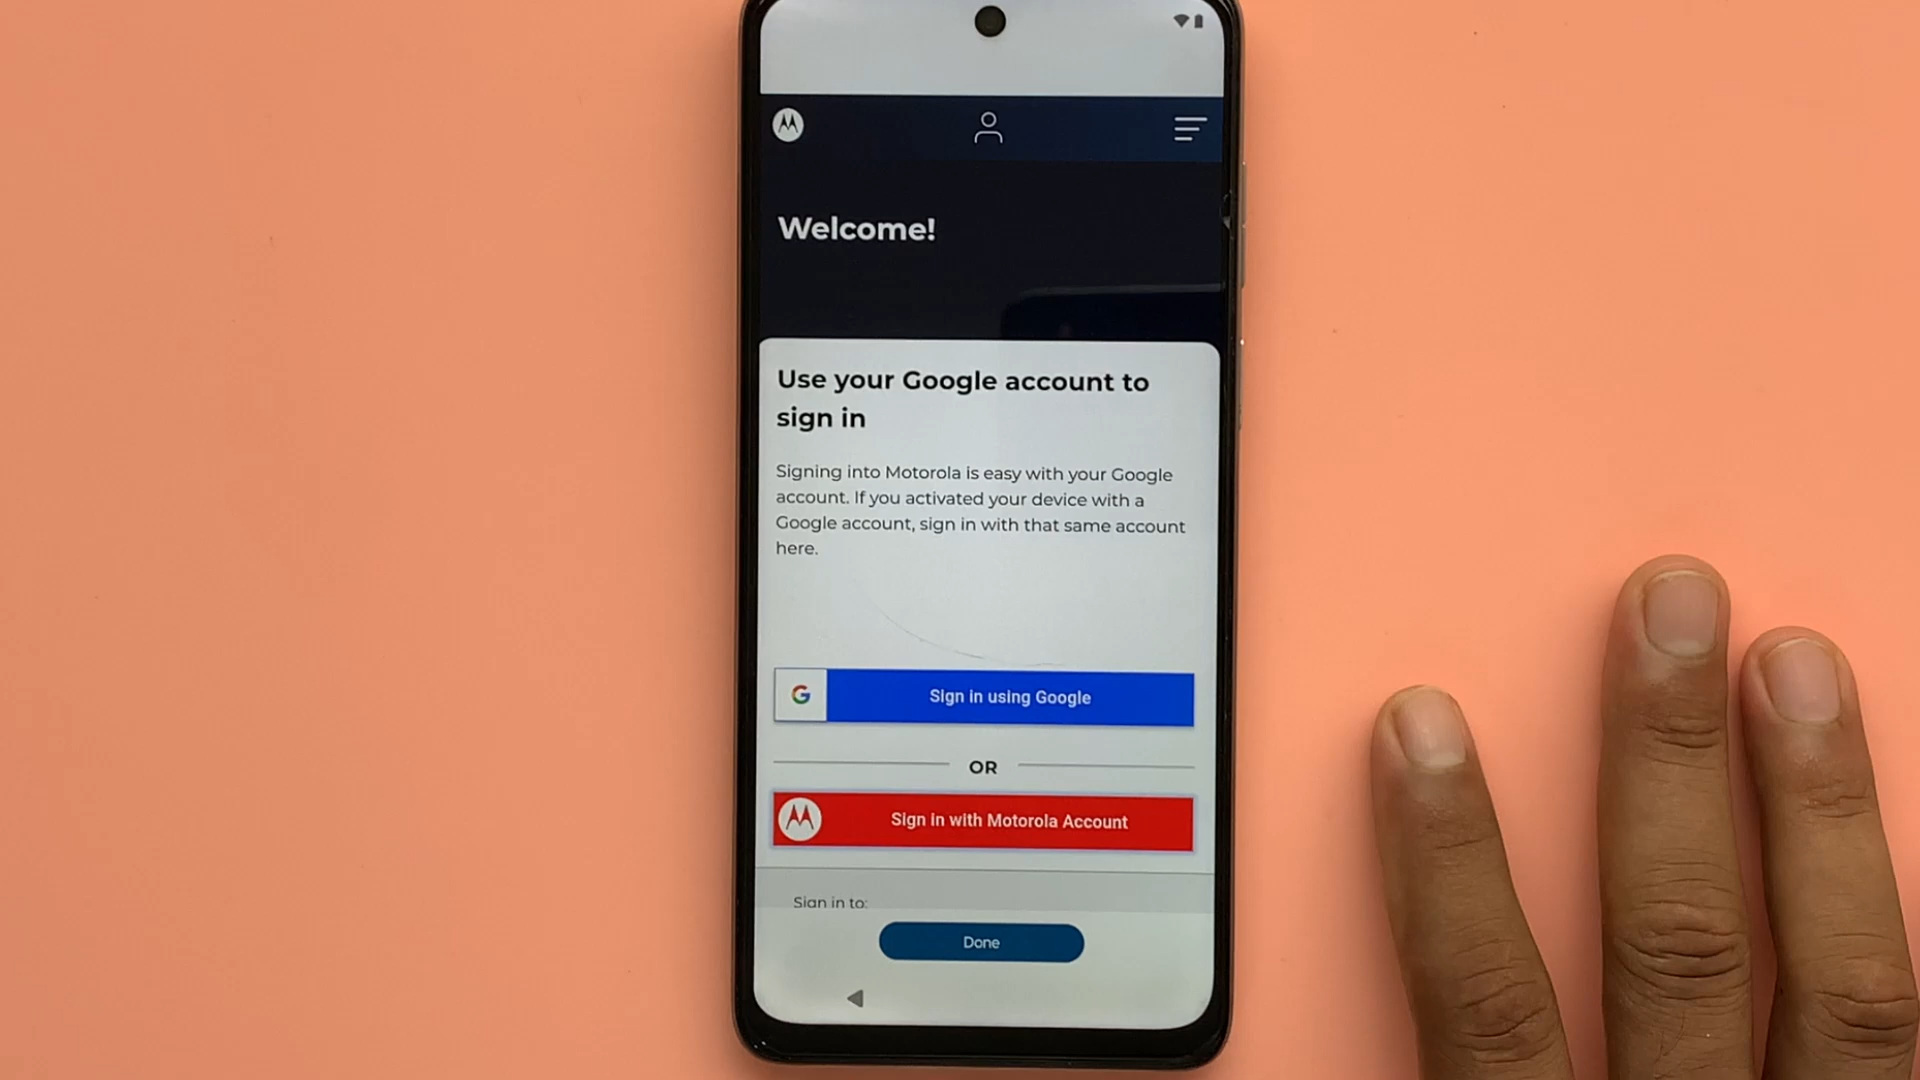 Welcome!
Use your Google account to
sign in
Signing into Motorola is easy with your Google
account. If you activated your device with a
Google account, sign in with that same account
here.
G Sign in using Google
OR
Sign in with Motorola Account
Sign in to:
Done